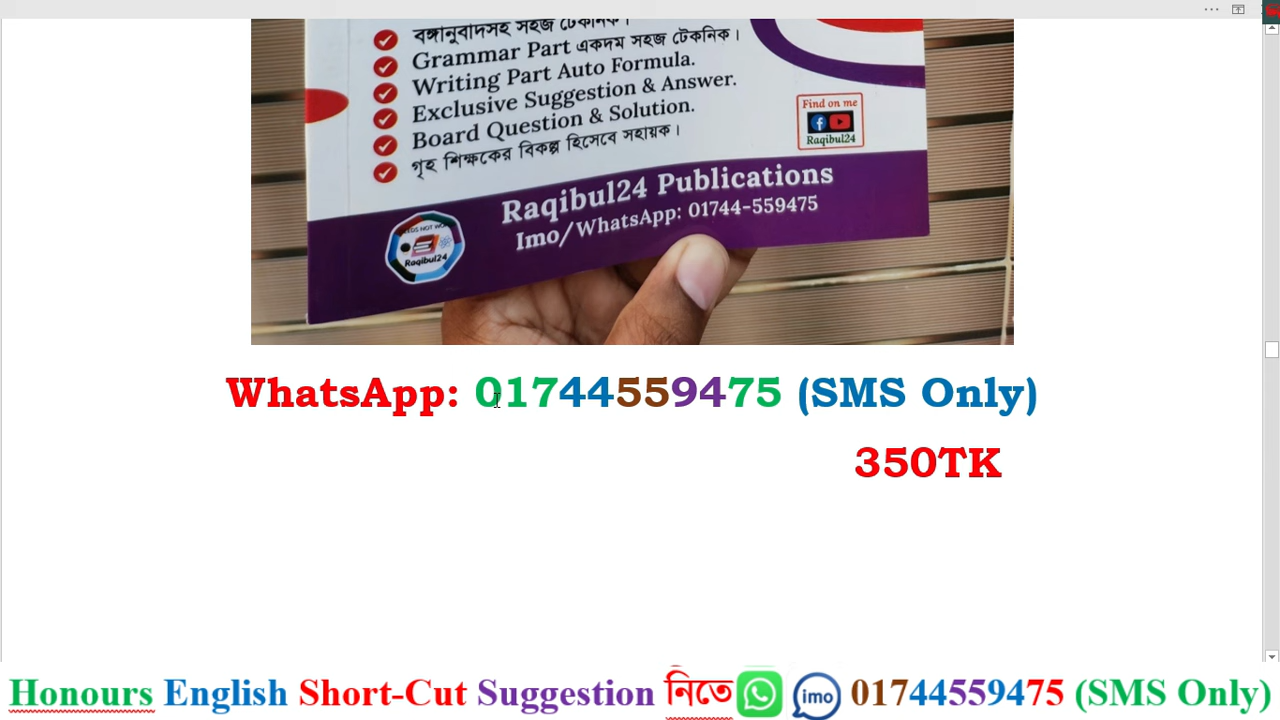 বঙ্গানুবাদসহ সহজ টেকনিক।
Grammar Part একদম সহজ টেকনিক।
Writing Part Auto Formula.
Exclusive Suggestion & Answer.
Board Question & Solution.
গৃহ শিক্ষকের বিকল্প হিসেবে সহায়ক।
Find on me
Raqibul24
Raqibul24 Publications
Imo/WhatsApp: 01744-559475
Raqibul24
WhatsApp: 01744559475 (SMS Only)
350TK
Honours English Short-Cut Suggestion নিতে imo 01744559475 (SMS Only)